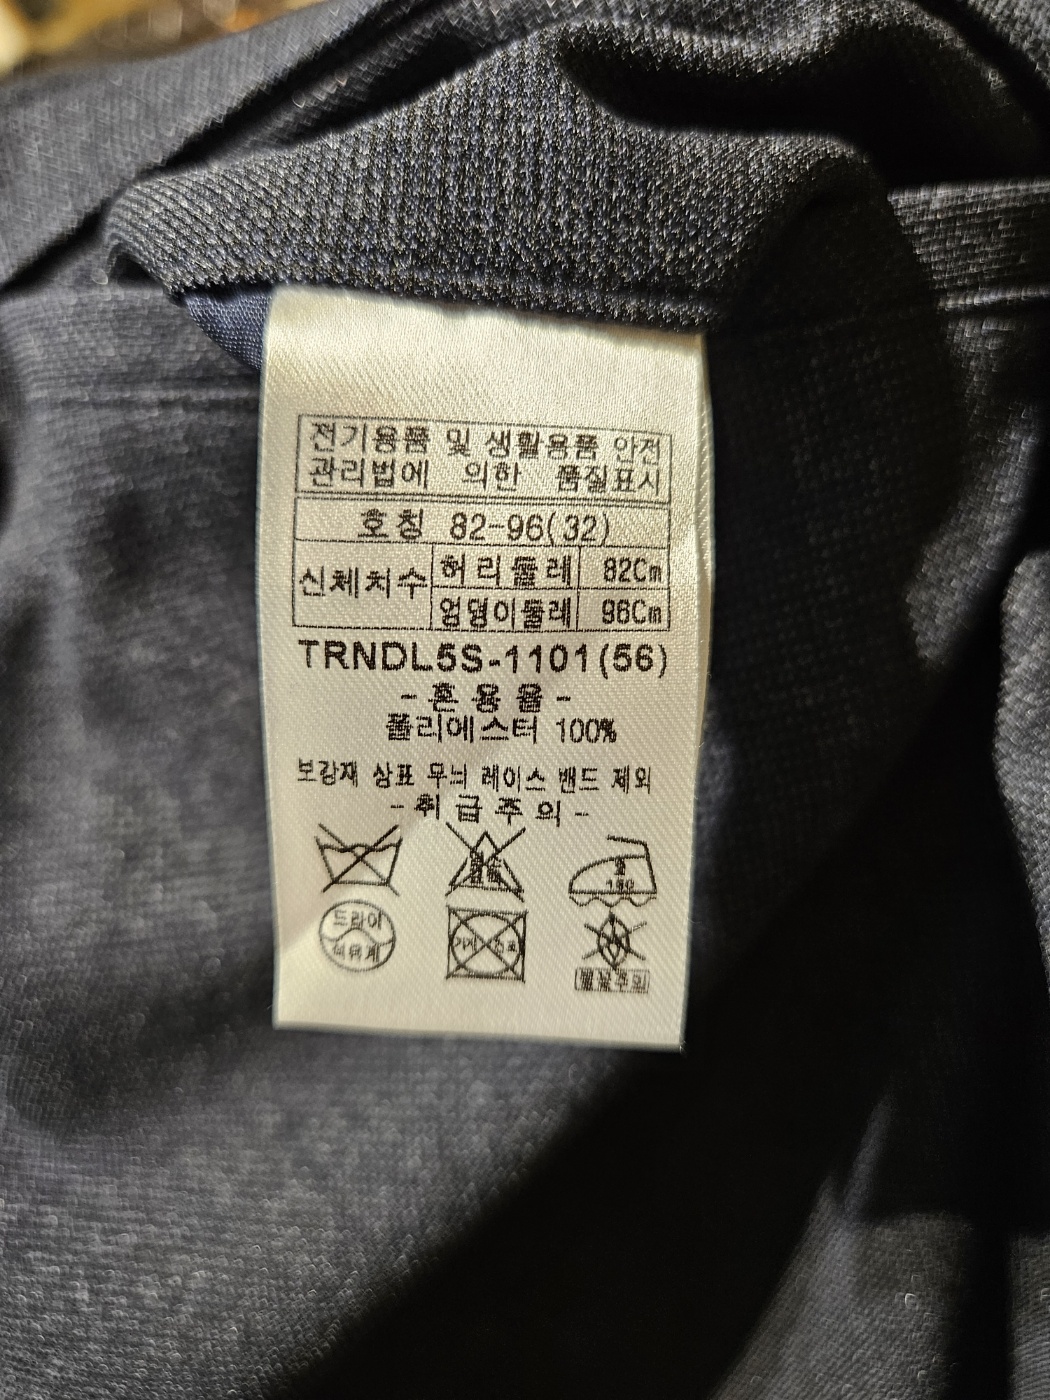 전기용품 및 생활용품 안전
관리법에 의한 품질표시
호칭 82-96(32)
신체치수 허리둘레 82Cm
엉덩이둘레 96Cm
TRNDL5S-1101(56)
- 혼 용 율 -
폴리에스터 100%
보강재 상표 무늬 레이스 밴드 제외
- 취 급 주 의 -
드라이
석유계